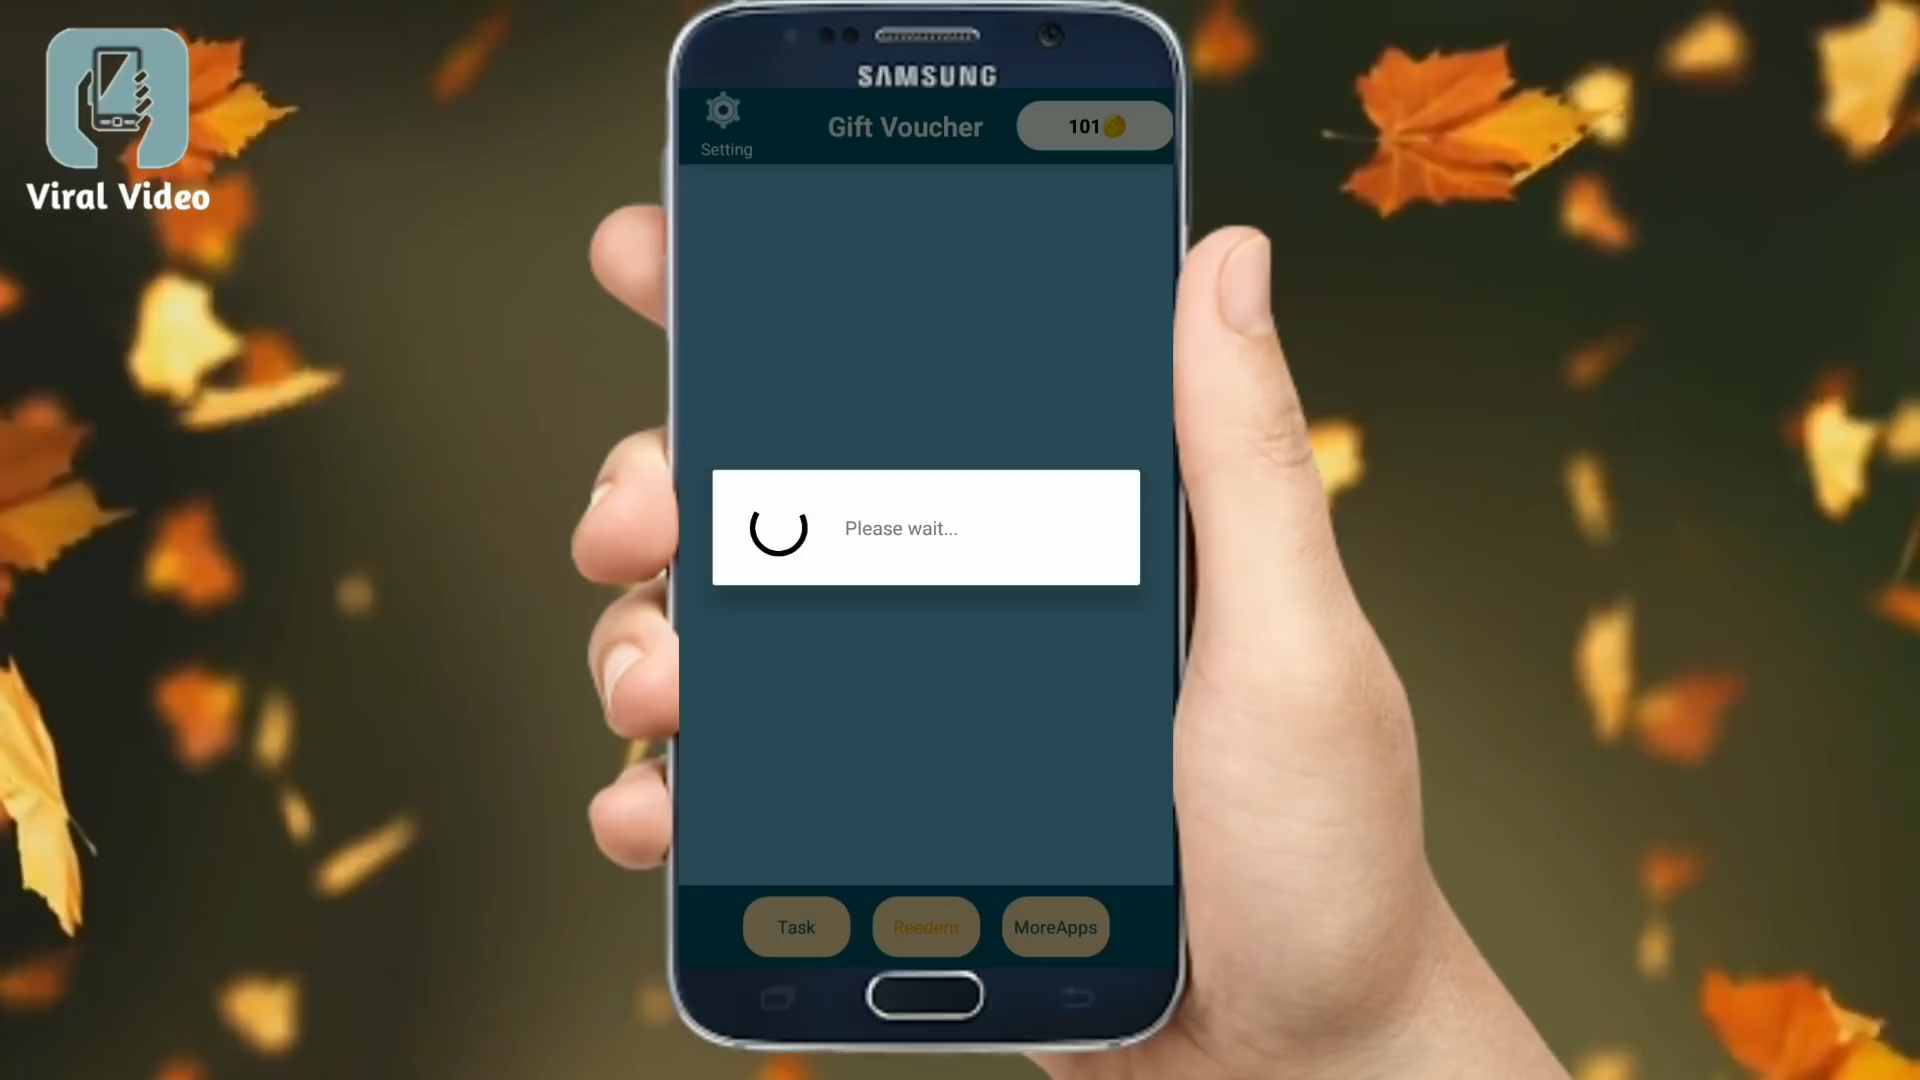 SAMSUNG
Setting
Gift Voucher
101
Viral Video
Please wait...
Task
Reedem
MoreApps